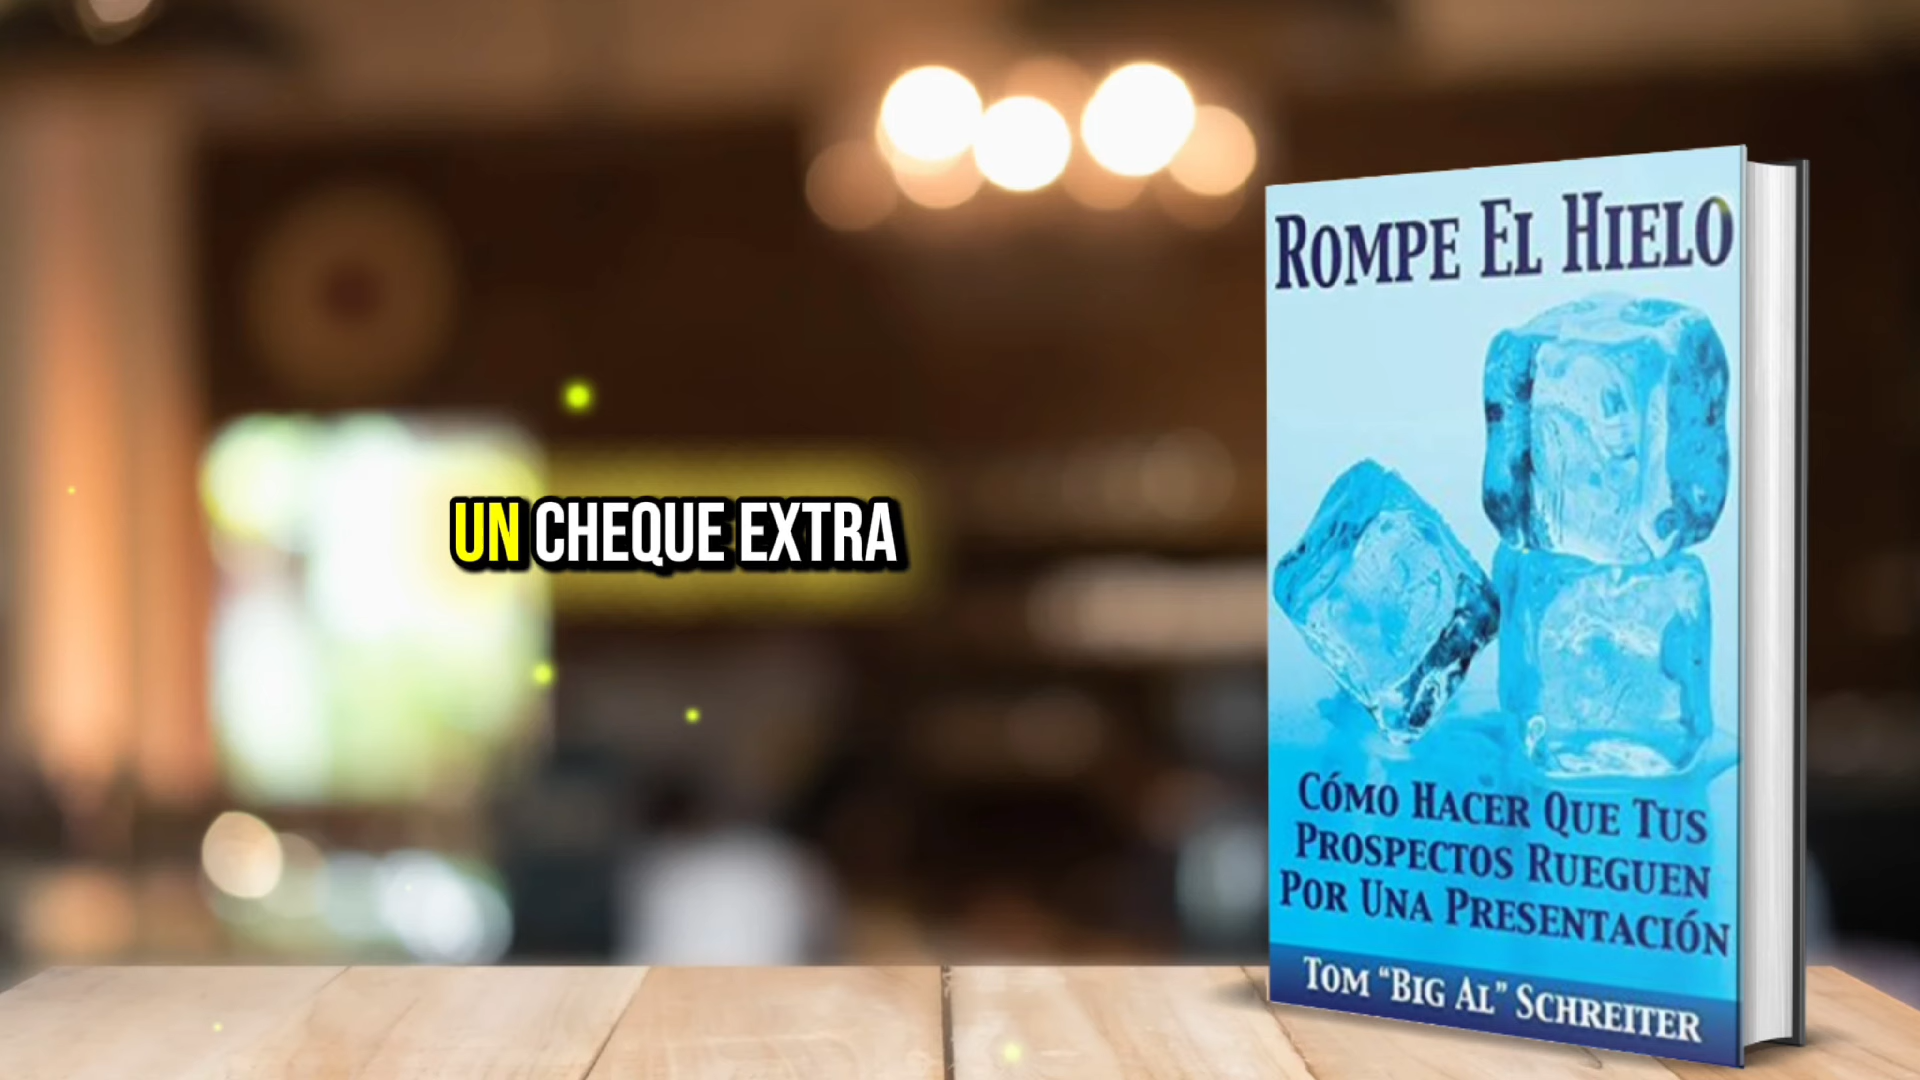 UN CHEQUE EXTRA
ROMPE EL HIELO
CÓMO HACER QUE TUS
PROSPECTOS RUEGUEN
POR UNA PRESENTACIÓN
TOM “BIG AL” SCHREITER